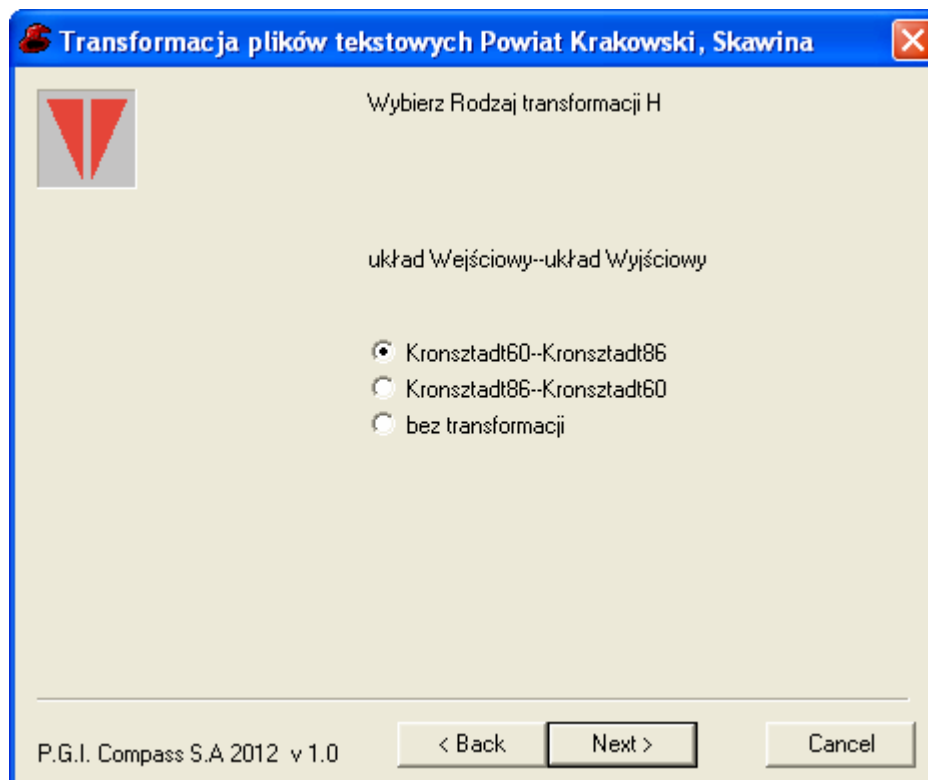 Transformacja plików tekstowych Powiat Krakowski, Skawina
Wybierz Rodzaj transformacji H
układ Wejściowy--układ Wyjściowy
Kronsztadt60--Kronsztadt86
Kronsztadt86--Kronsztadt60
bez transformacji
P.G.I. Compass S.A 2012 v 1.0
< Back
Next >
Cancel